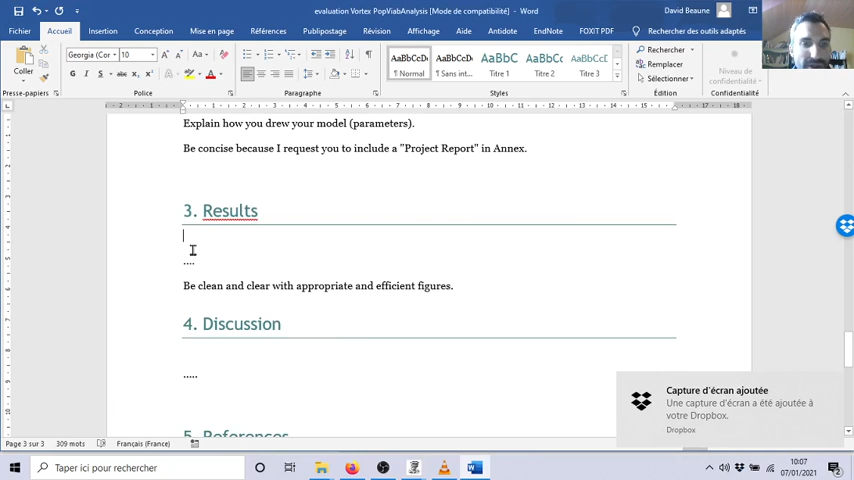 evaluation Vortex PopViabAnalysis [Mode de compatibilité] - Word
David Beaune
Fichier Accueil Insertion Conception Mise en page Références Publipostage Révision Affichage Aide Antidote EndNote FOXIT PDF Rechercher des outils adaptés
Coller
Georgia (Cor 10
G I S
AaBbCcDc AaBbCcDc AaBbC AaBbCc AaBbC
¶ Normal ¶ Sans int... Titre 1 Titre 2 Titre 3
Rechercher
Remplacer
Sélectionner
Niveau de confidentialité
Presse-papiers Police Paragraphe Styles Édition Confidentialité
Explain how you drew your model (parameters).
Be concise because I request you to include a "Project Report" in Annex.
3. Results
....
Be clean and clear with appropriate and efficient figures.
4. Discussion
.....
5. References
Capture d'écran ajoutée
Une capture d'écran a été ajoutée à
votre Dropbox.
Dropbox
Page 3 sur 3 309 mots Français (France)
Taper ici pour rechercher
10:07
07/01/2021
2